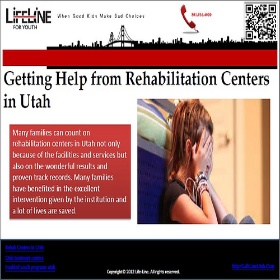 LIFELINE
FOR YOUTH
When Good Kids Make Bad Choices
Getting Help from Rehabilitation Centers
in Utah
Many families can count on
rehabilitation centers in Utah not only
because of the facilities and services but
also on the wonderful results and
proven track records. Many families
have benefited in the excellent
intervention given by the institution and
a lot of lives are saved.
Copyright © 2013 Life-Line. All rights reserved.